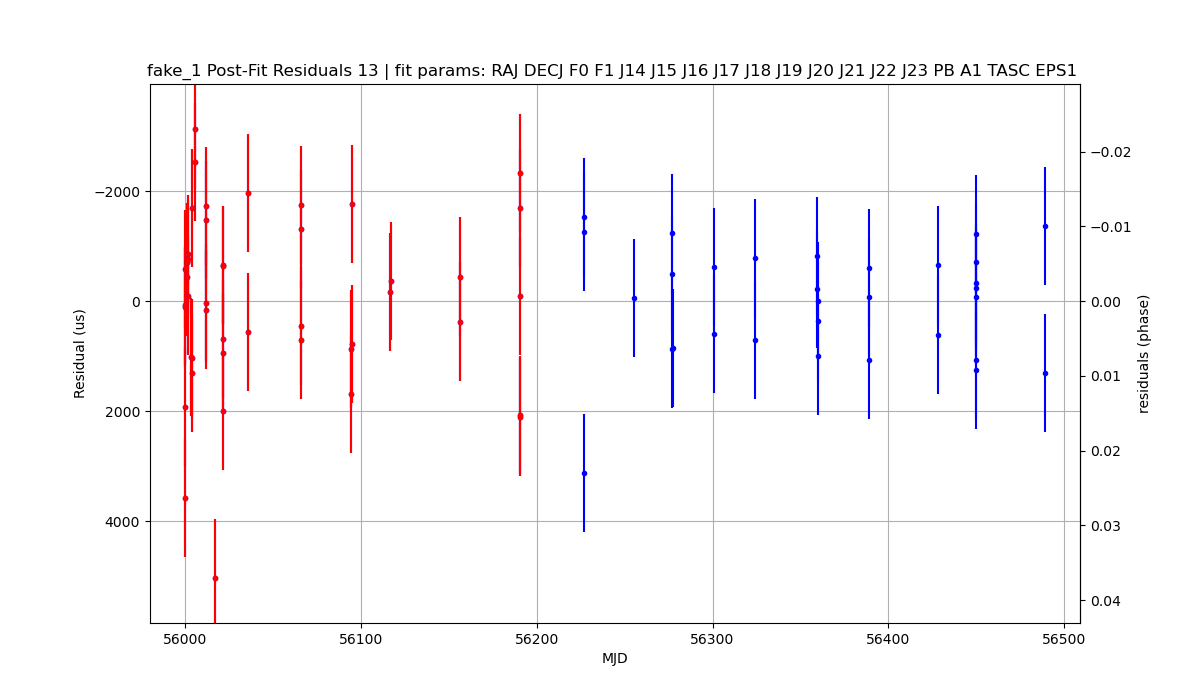 fake_1 Post-Fit Residuals 13 | fit params: RAJ DECJ F0 F1 J14 J15 J16 J17 J18 J19 J20 J21 J22 J23 PB A1 TASC EPS1
−2000
0
2000
4000
Residual (us)
−0.02
−0.01
0.00
0.01
0.02
0.03
0.04
residuals (phase)
56000 56100 56200 56300 56400 56500
MJD